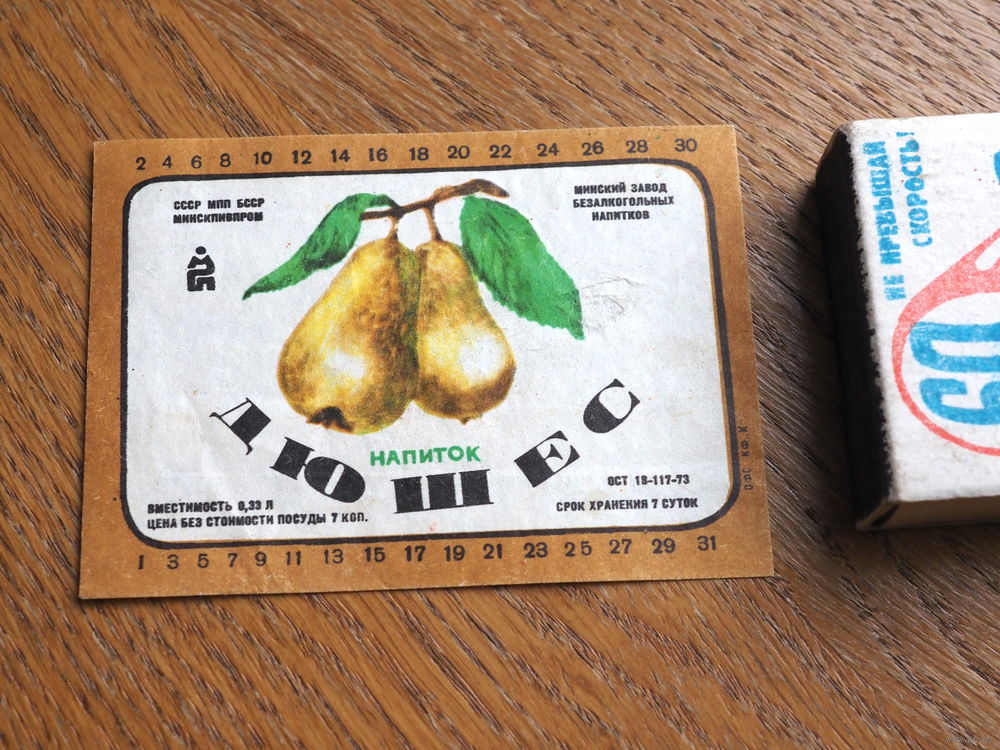 2 4 6 8 10 12 14 16 18 20 22 24 26 28 30
СССР МПП БССР
МИНСКПИВПРОМ
МИНСКИЙ ЗАВОД
БЕЗАЛКОГОЛЬНЫХ
НАПИТКОВ
НАПИТОК
ДЮШЕС
ВМЕСТИМОСТЬ 0,33 Л
ЦЕНА БЕЗ СТОИМОСТИ ПОСУДЫ 7 КОП.
ОСТ 18-117-73
СРОК ХРАНЕНИЯ 7 СУТОК
1 3 5 7 9 11 13 15 17 19 21 23 25 27 29 31
НЕ ПРЕВЫШАЙ
СКОРОСТЬ!
60